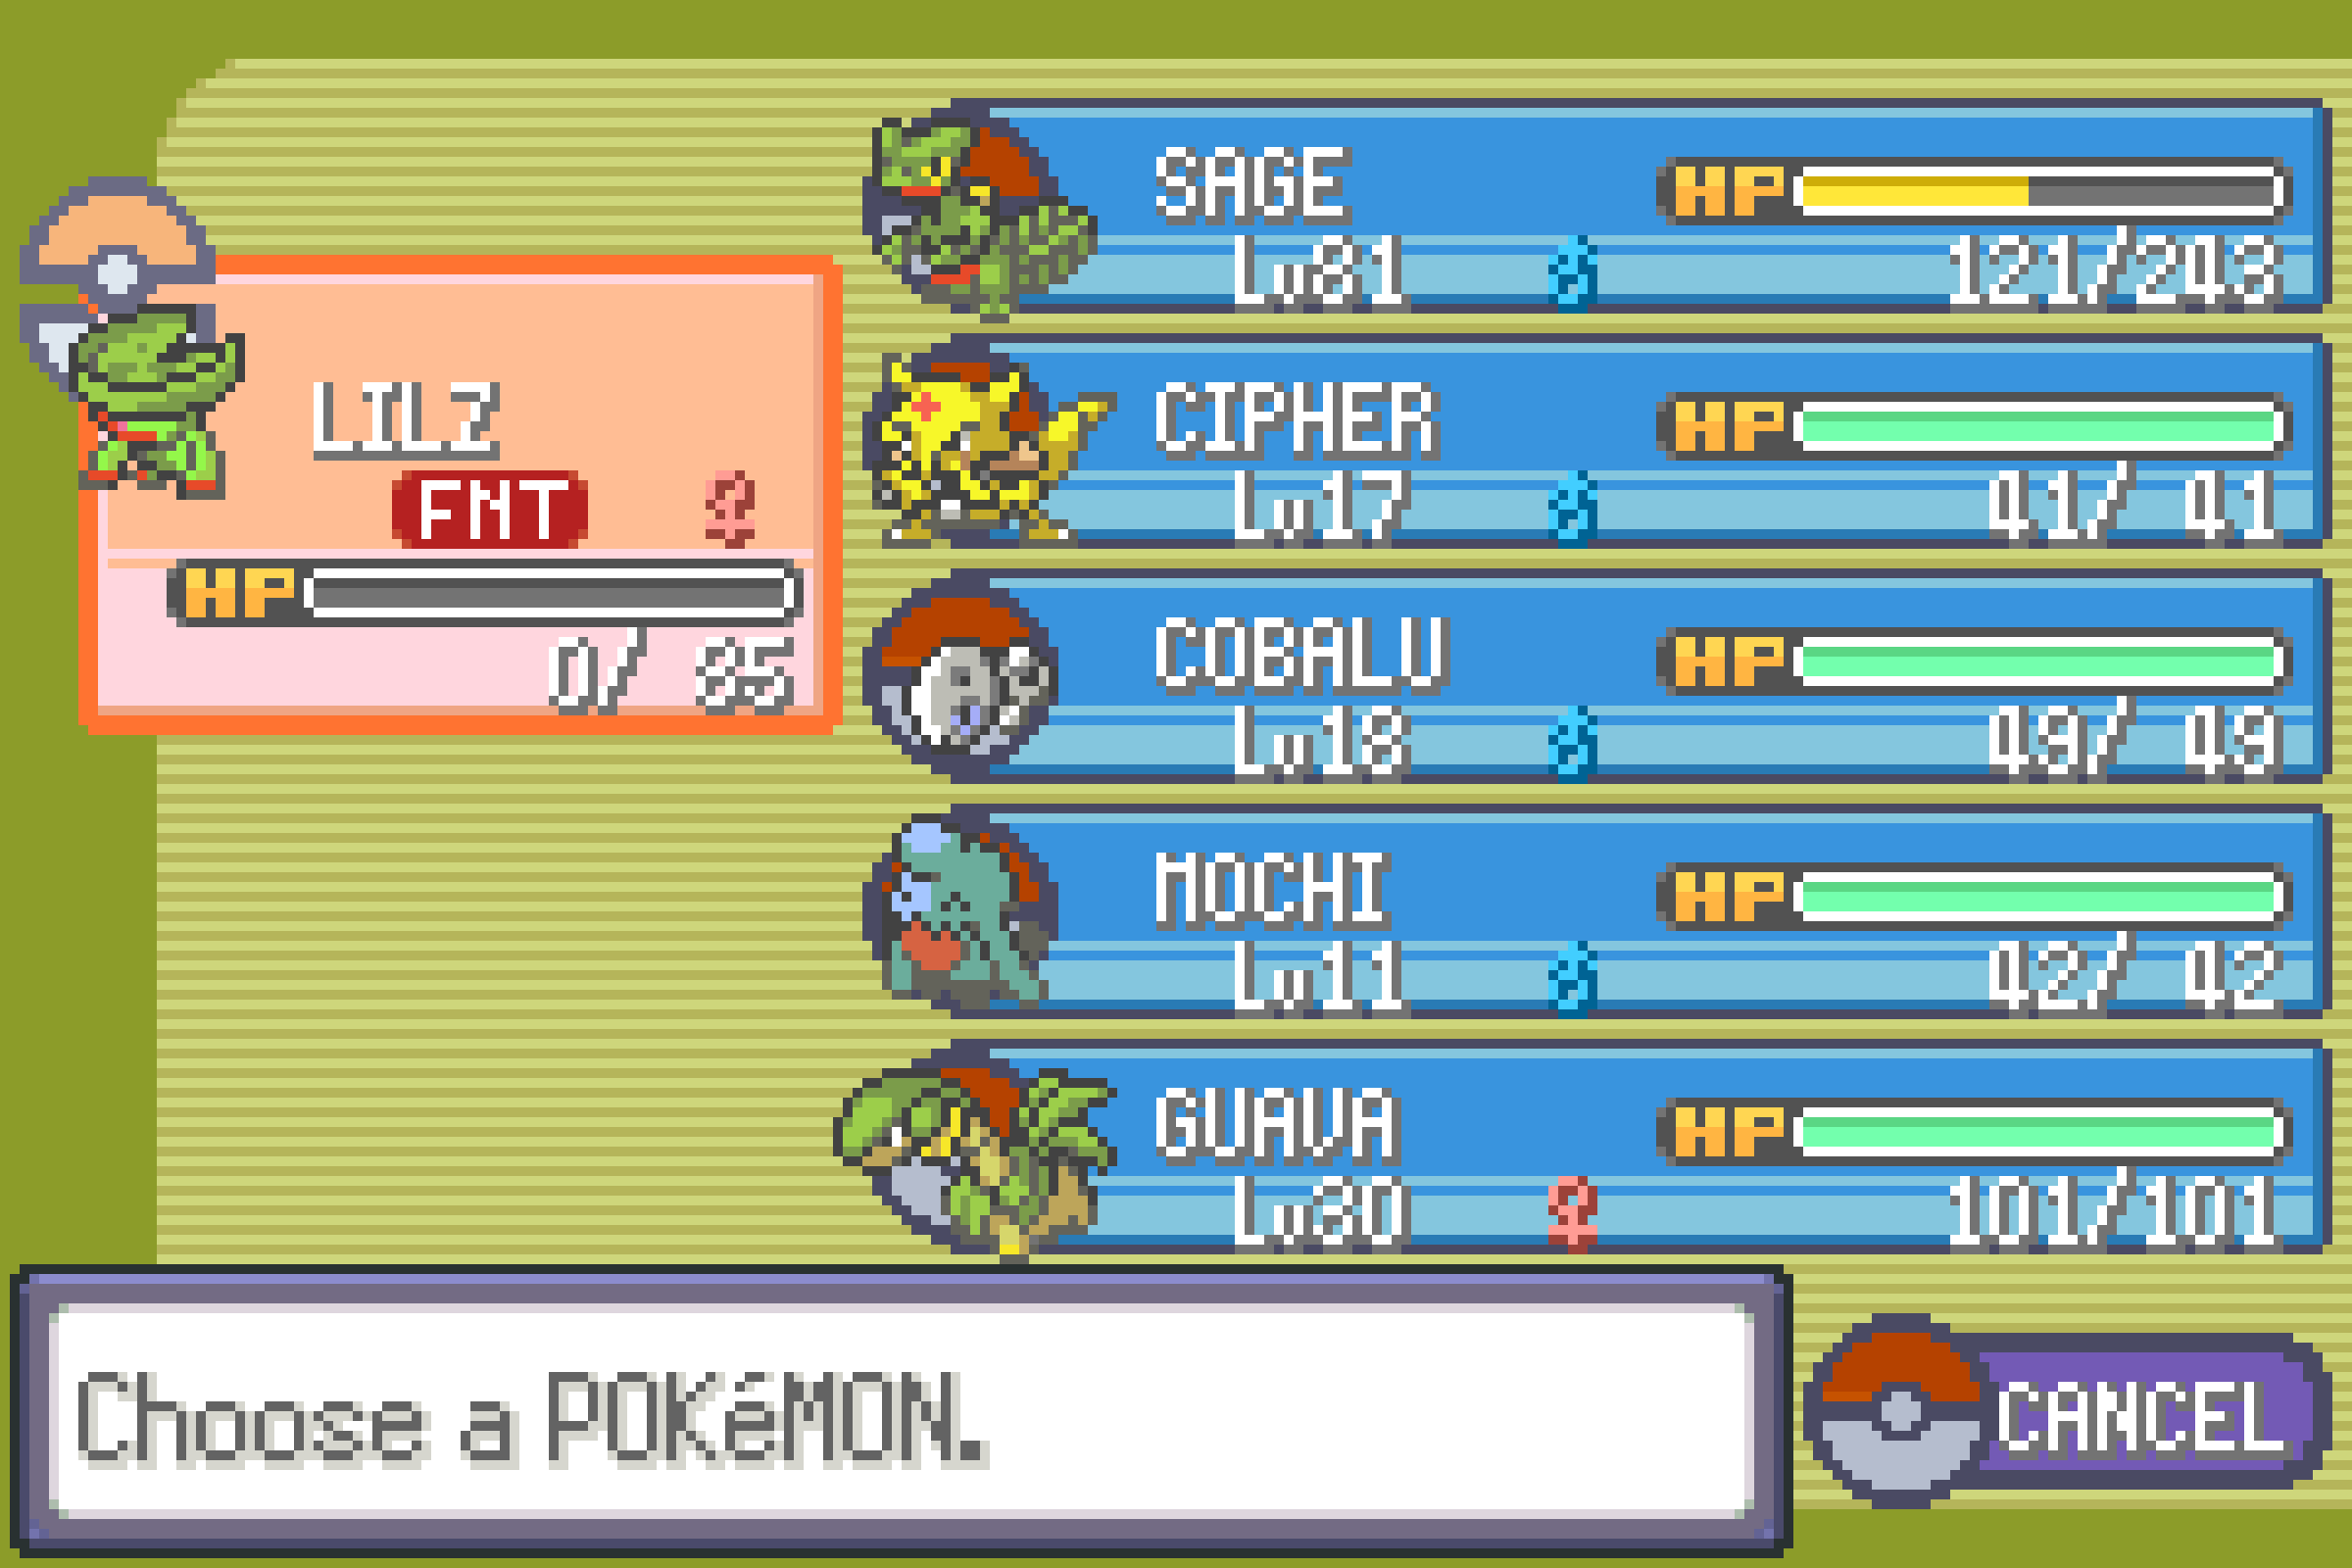 LILZ
FNT ♀
HP
0/ 85
SAGE
HP
Lv81 ♂ 121/243
CIPHER
HP
Lv17 ♂ 41/ 41
COBALU
HP
Lv18 ♂ 49/ 49
MOCHI
HP
Lv11 ♂ 42/ 42
GUAVA
HP
Lv30 ♀ 101/101
Choose a POKéMON.
CANCEL